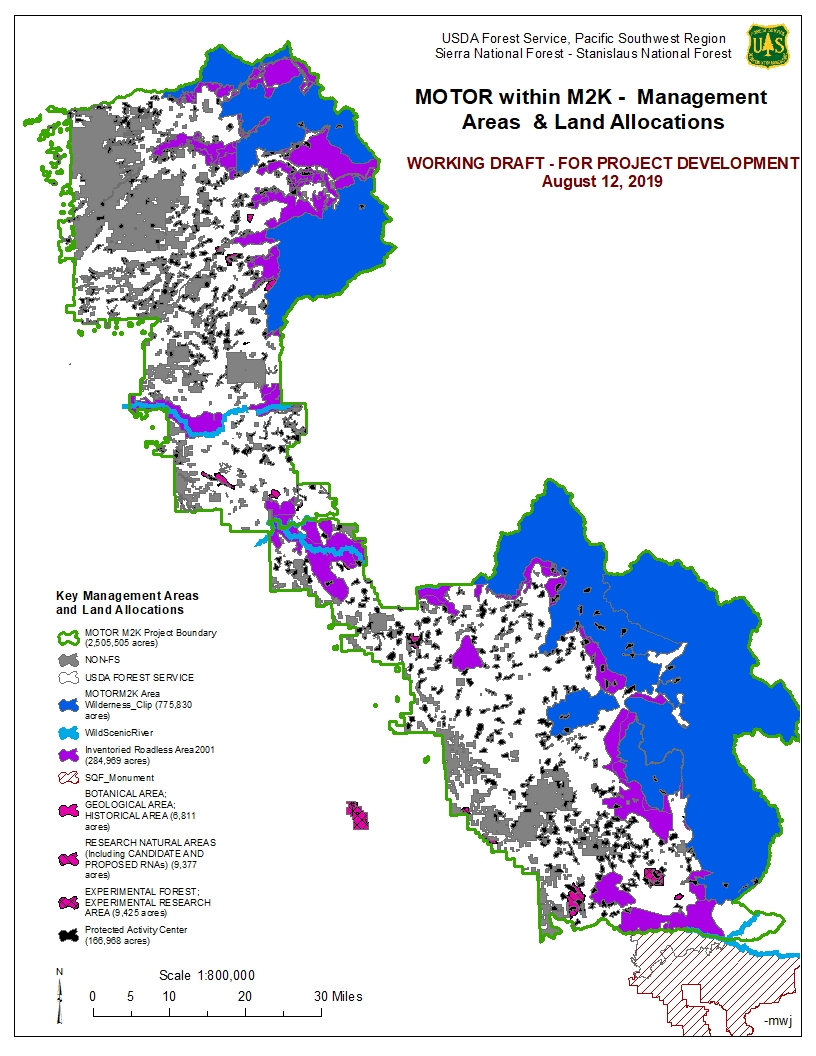 USDA Forest Service, Pacific Southwest Region
Sierra National Forest - Stanislaus National Forest
FOREST SERVICE
U S
DEPARTMENT OF AGRICULTURE
MOTOR within M2K - Management
Areas & Land Allocations
WORKING DRAFT - FOR PROJECT DEVELOPMENT
August 12, 2019
Key Management Areas
and Land Allocations
MOTOR M2K Project Boundary
(2,505,505 acres)
NON-FS
USDA FOREST SERVICE
MOTORM2K Area
Wilderness_Clip (775,830
acres)
WildScenicRiver
Inventoried Roadless Area2001
(284,969 acres)
SQF_Monument
BOTANICAL AREA;
GEOLOGICAL AREA;
HISTORICAL AREA (6,811
acres)
RESEARCH NATURAL AREAS
(Including CANDIDATE AND
PROPOSED RNAs) (9,377
acres)
EXPERIMENTAL FOREST;
EXPERIMENTAL RESEARCH
AREA (9,425 acres)
Protected Activity Center
(166,968 acres)
N
Scale 1:800,000
0 5 10 20 30 Miles
-mwj